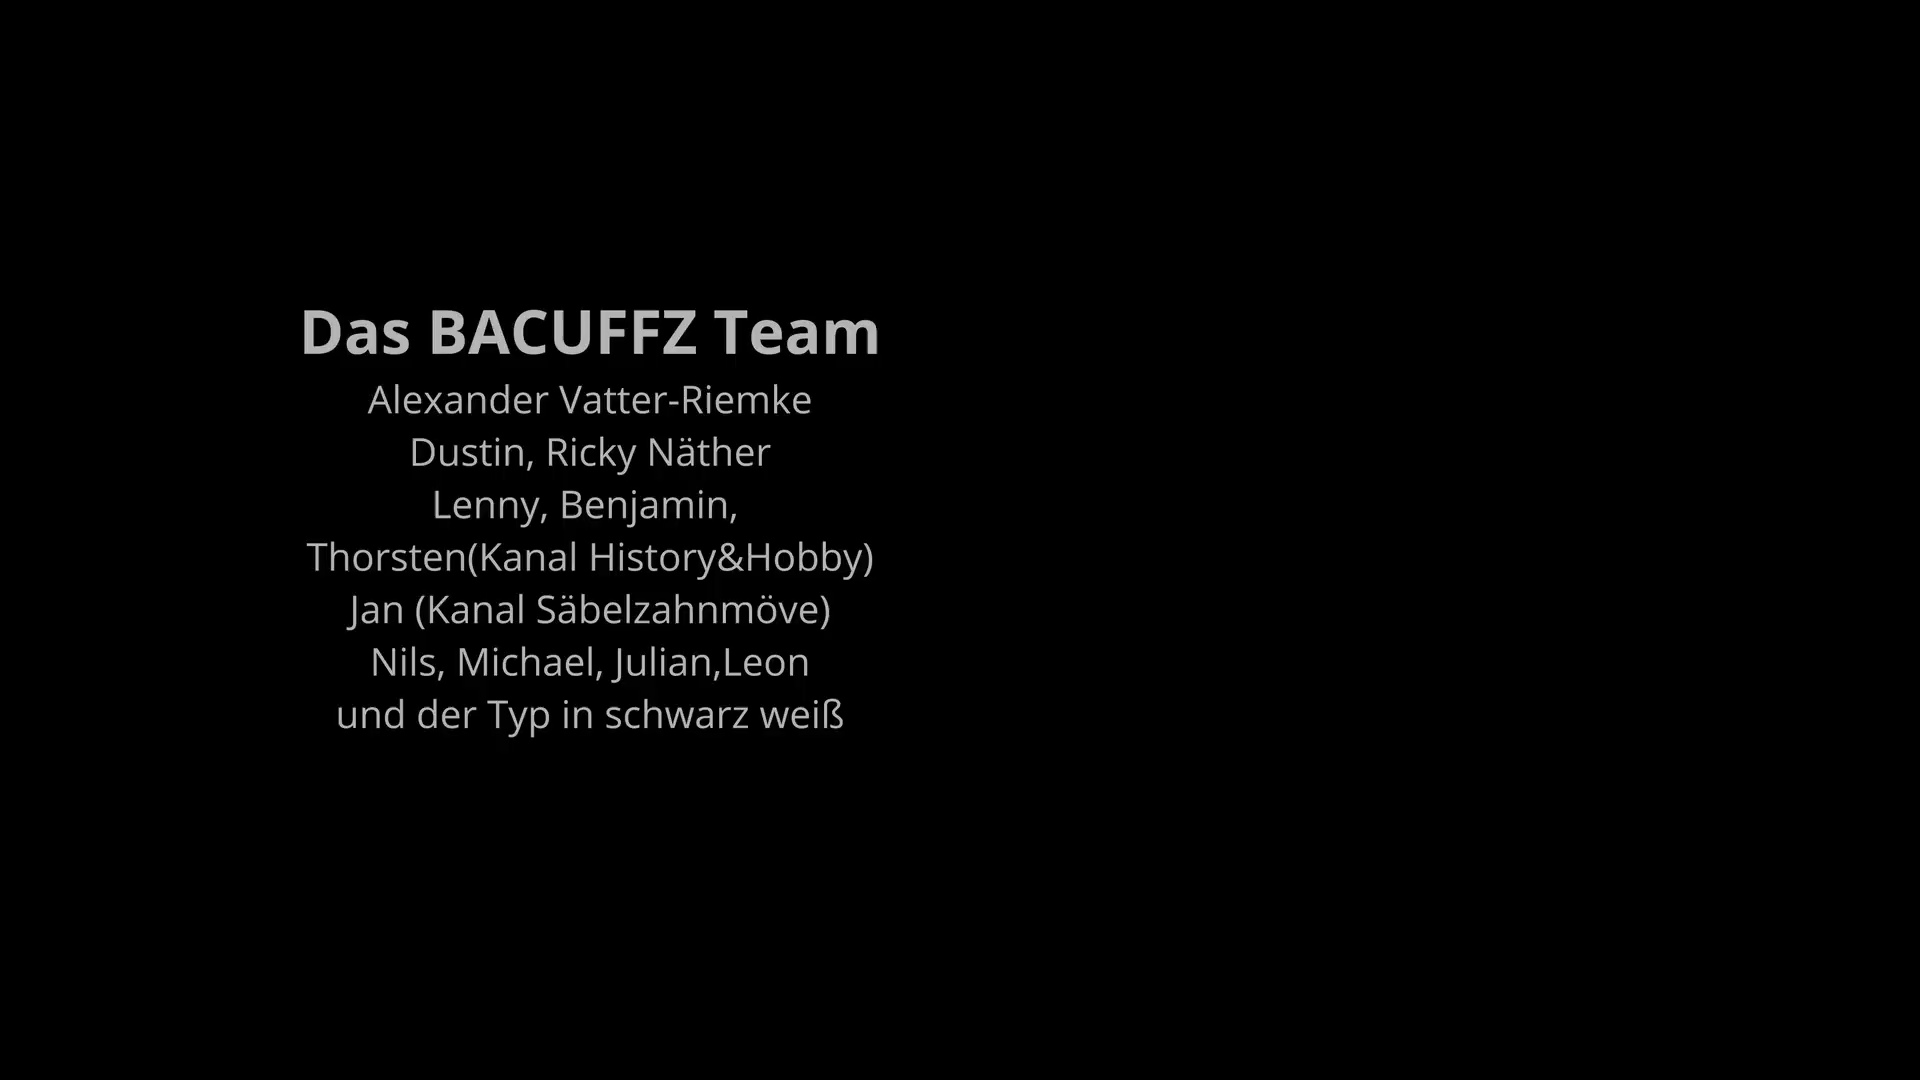 Das BACUFFZ Team
Alexander Vatter-Riemke
Dustin, Ricky Näther
Lenny, Benjamin,
Thorsten(Kanal History&Hobby)
Jan (Kanal Säbelzahnmöve)
Nils, Michael, Julian,Leon
und der Typ in schwarz weiß